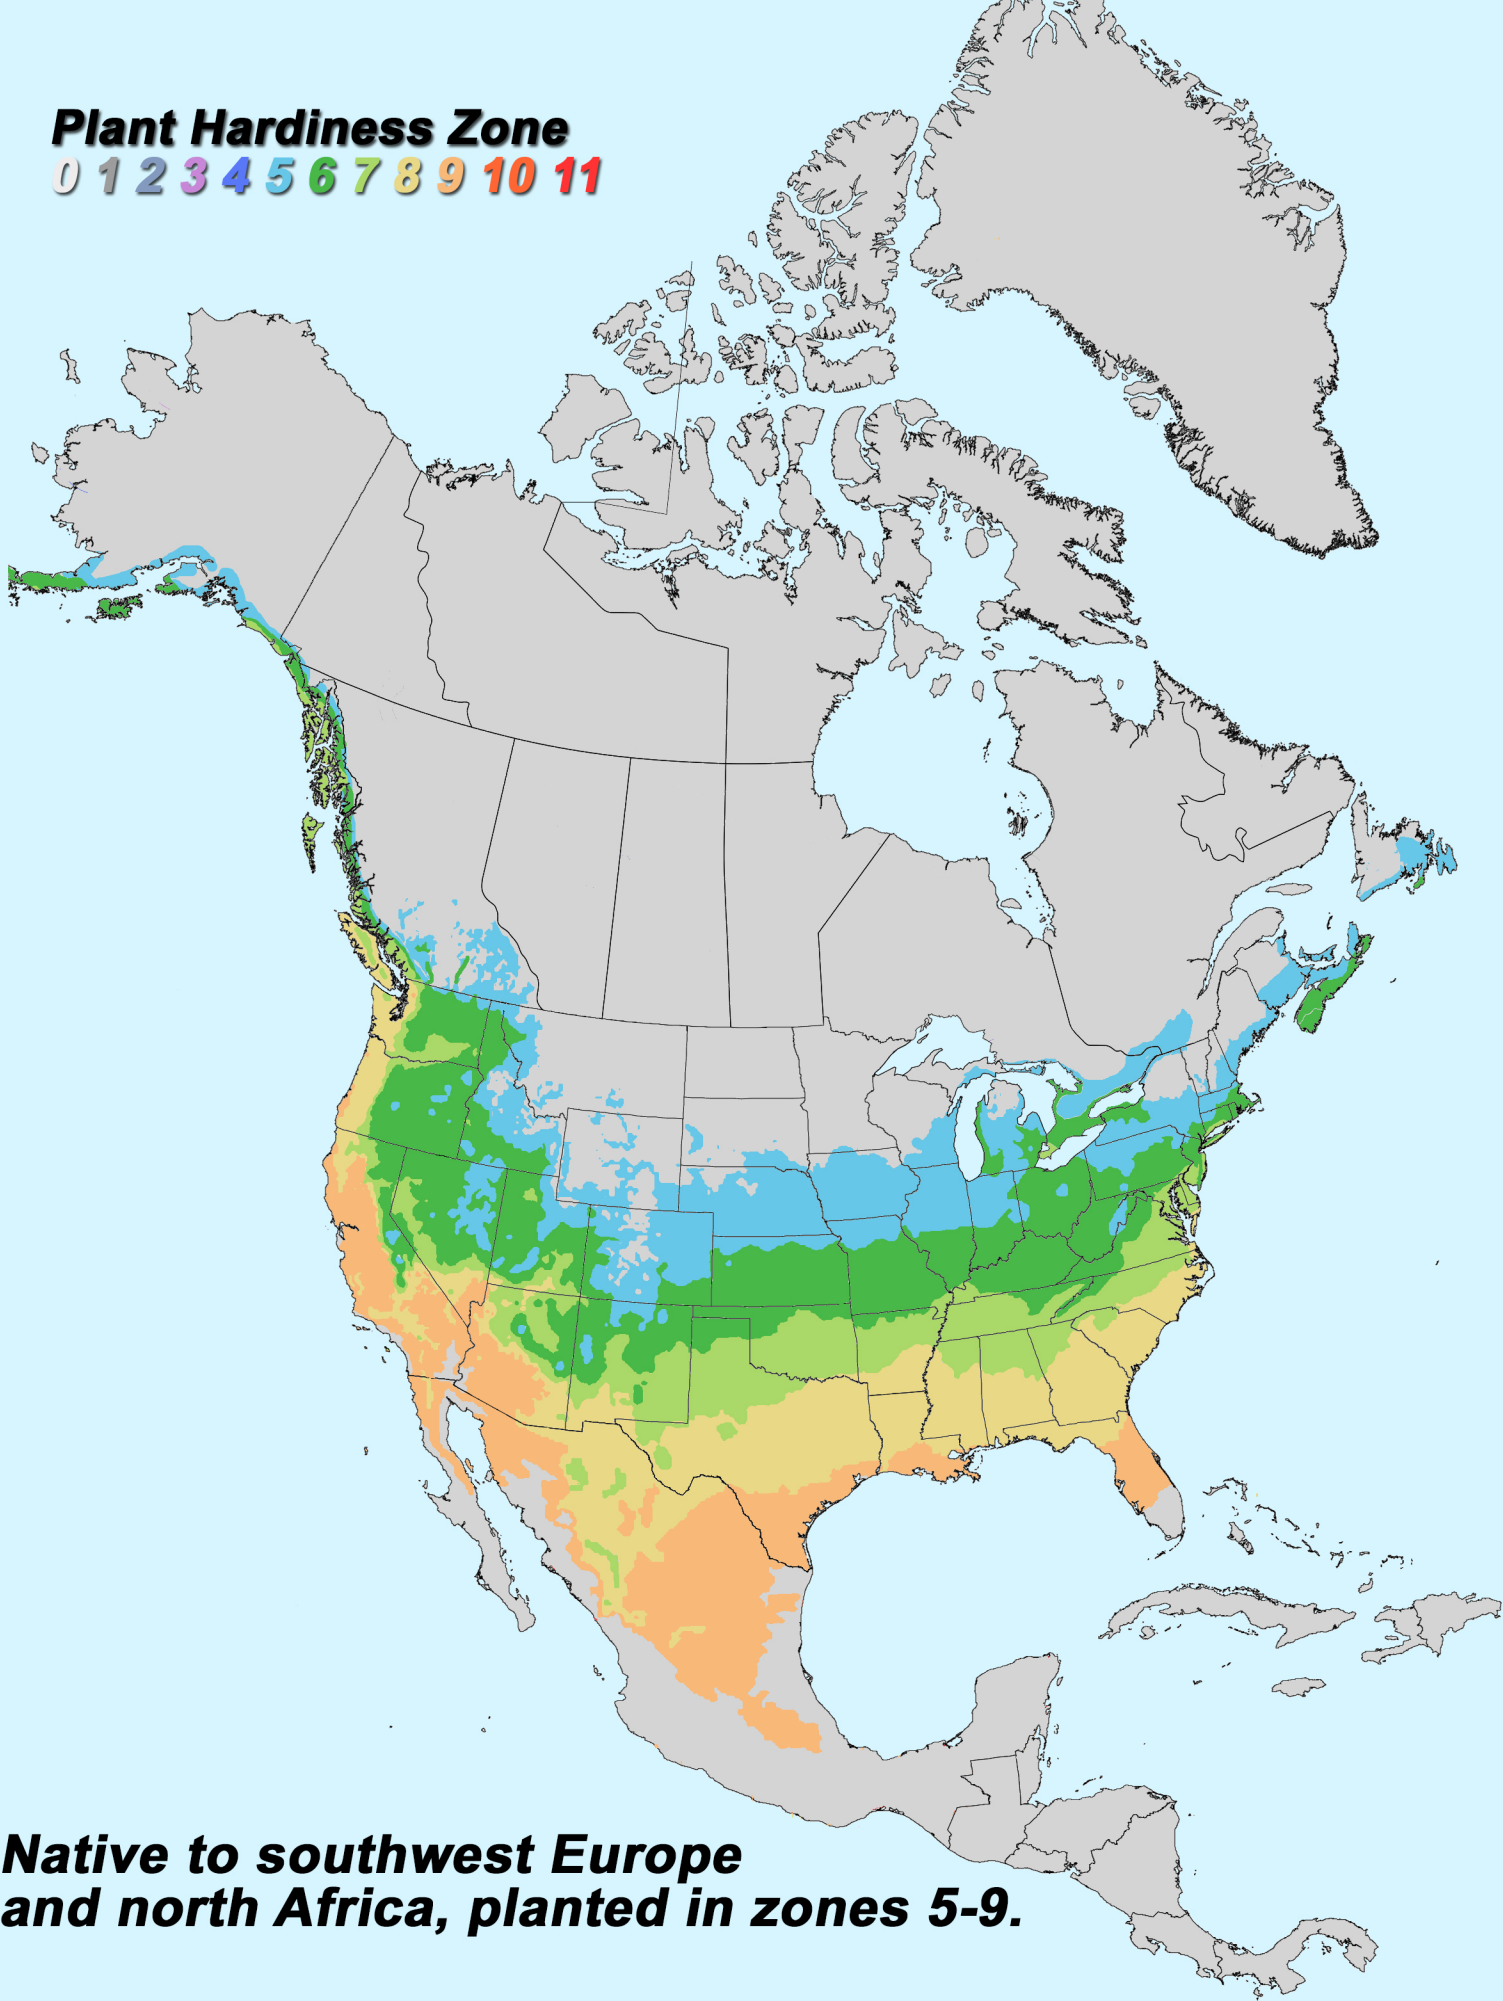 Plant Hardiness Zone
0 1 2 3 4 5 6 7 8 9 10 11
Native to southwest Europe
and north Africa, planted in zones 5-9.